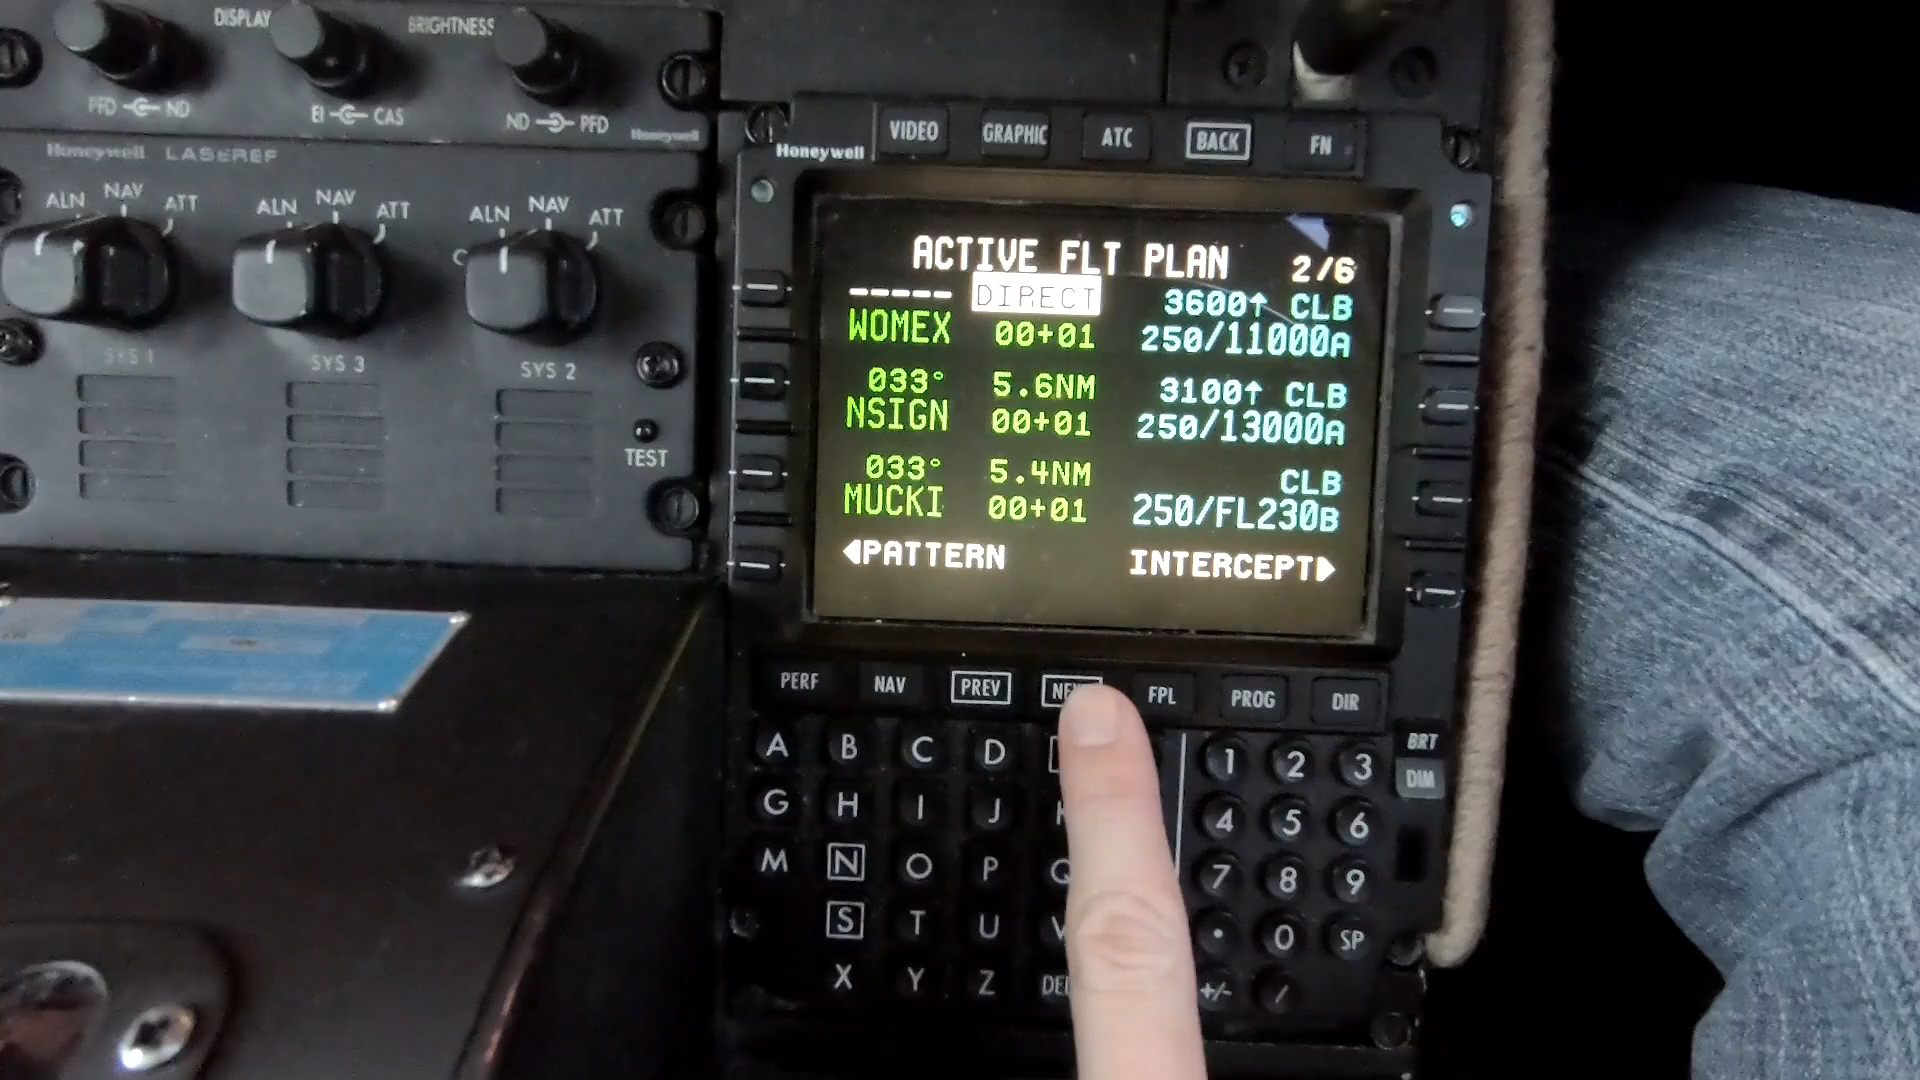 DISPLAY BRIGHTNESS
PFD ND
EI CAS
ND PFD
Honeywell
Honeywell LASEREF
ALN NAV ATT
ALN NAV ATT
ALN NAV ATT
SYS 1
SYS 3
SYS 2
TEST
Honeywell
VIDEO GRAPHIC ATC BACK FN
ACTIVE FLT PLAN 2/6
----- DIRECT 3600↑ CLB
WOMEX 00+01 250/11000A
033° 5.6NM 3100↑ CLB
NSIGN 00+01 250/13000A
033° 5.4NM CLB
MUCKI 00+01 250/FL230B
◀PATTERN INTERCEPT▶
PERF NAV PREV NEXT FPL PROG DIR
BRT
DIM
A B C D 1 2 3
G H I J K 4 5 6
M N O P Q 7 8 9
S T U V • 0 SP
X Y Z DEL +/- /